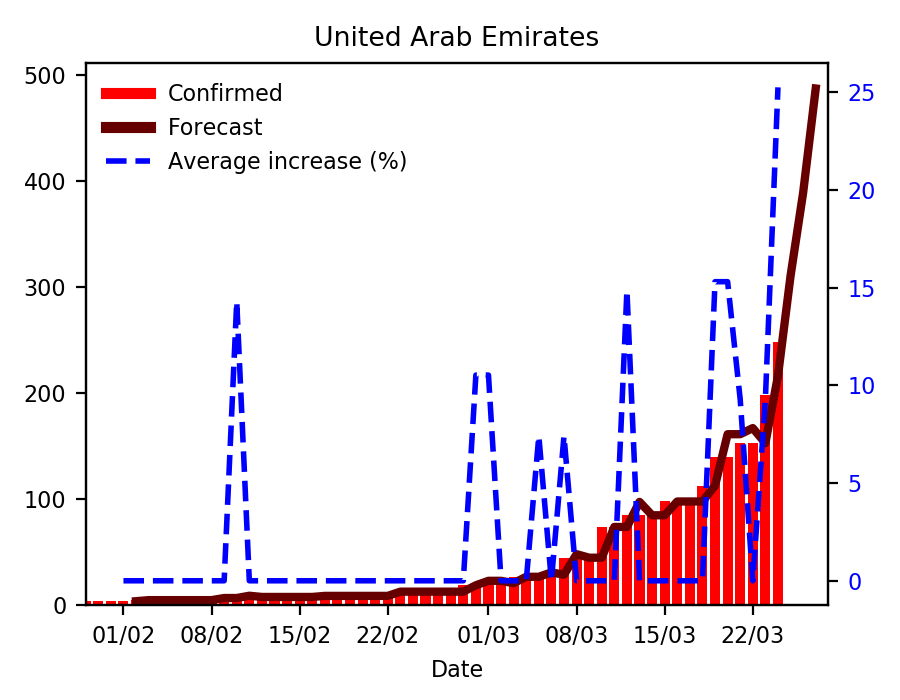 United Arab Emirates
Confirmed
Forecast
Average increase (%)
500
400
300
200
100
0
25
20
15
10
5
0
01/02 08/02 15/02 22/02 01/03 08/03 15/03 22/03
Date